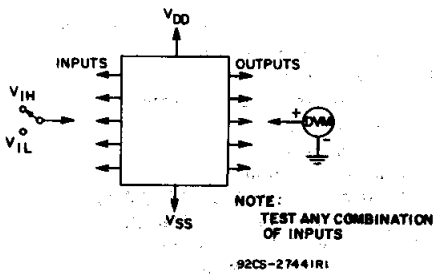 VDD
INPUTS
OUTPUTS
VIH
VIL
+
DVM
-
VSS
NOTE:
TEST ANY COMBINATION
OF INPUTS
92CS-27441R1